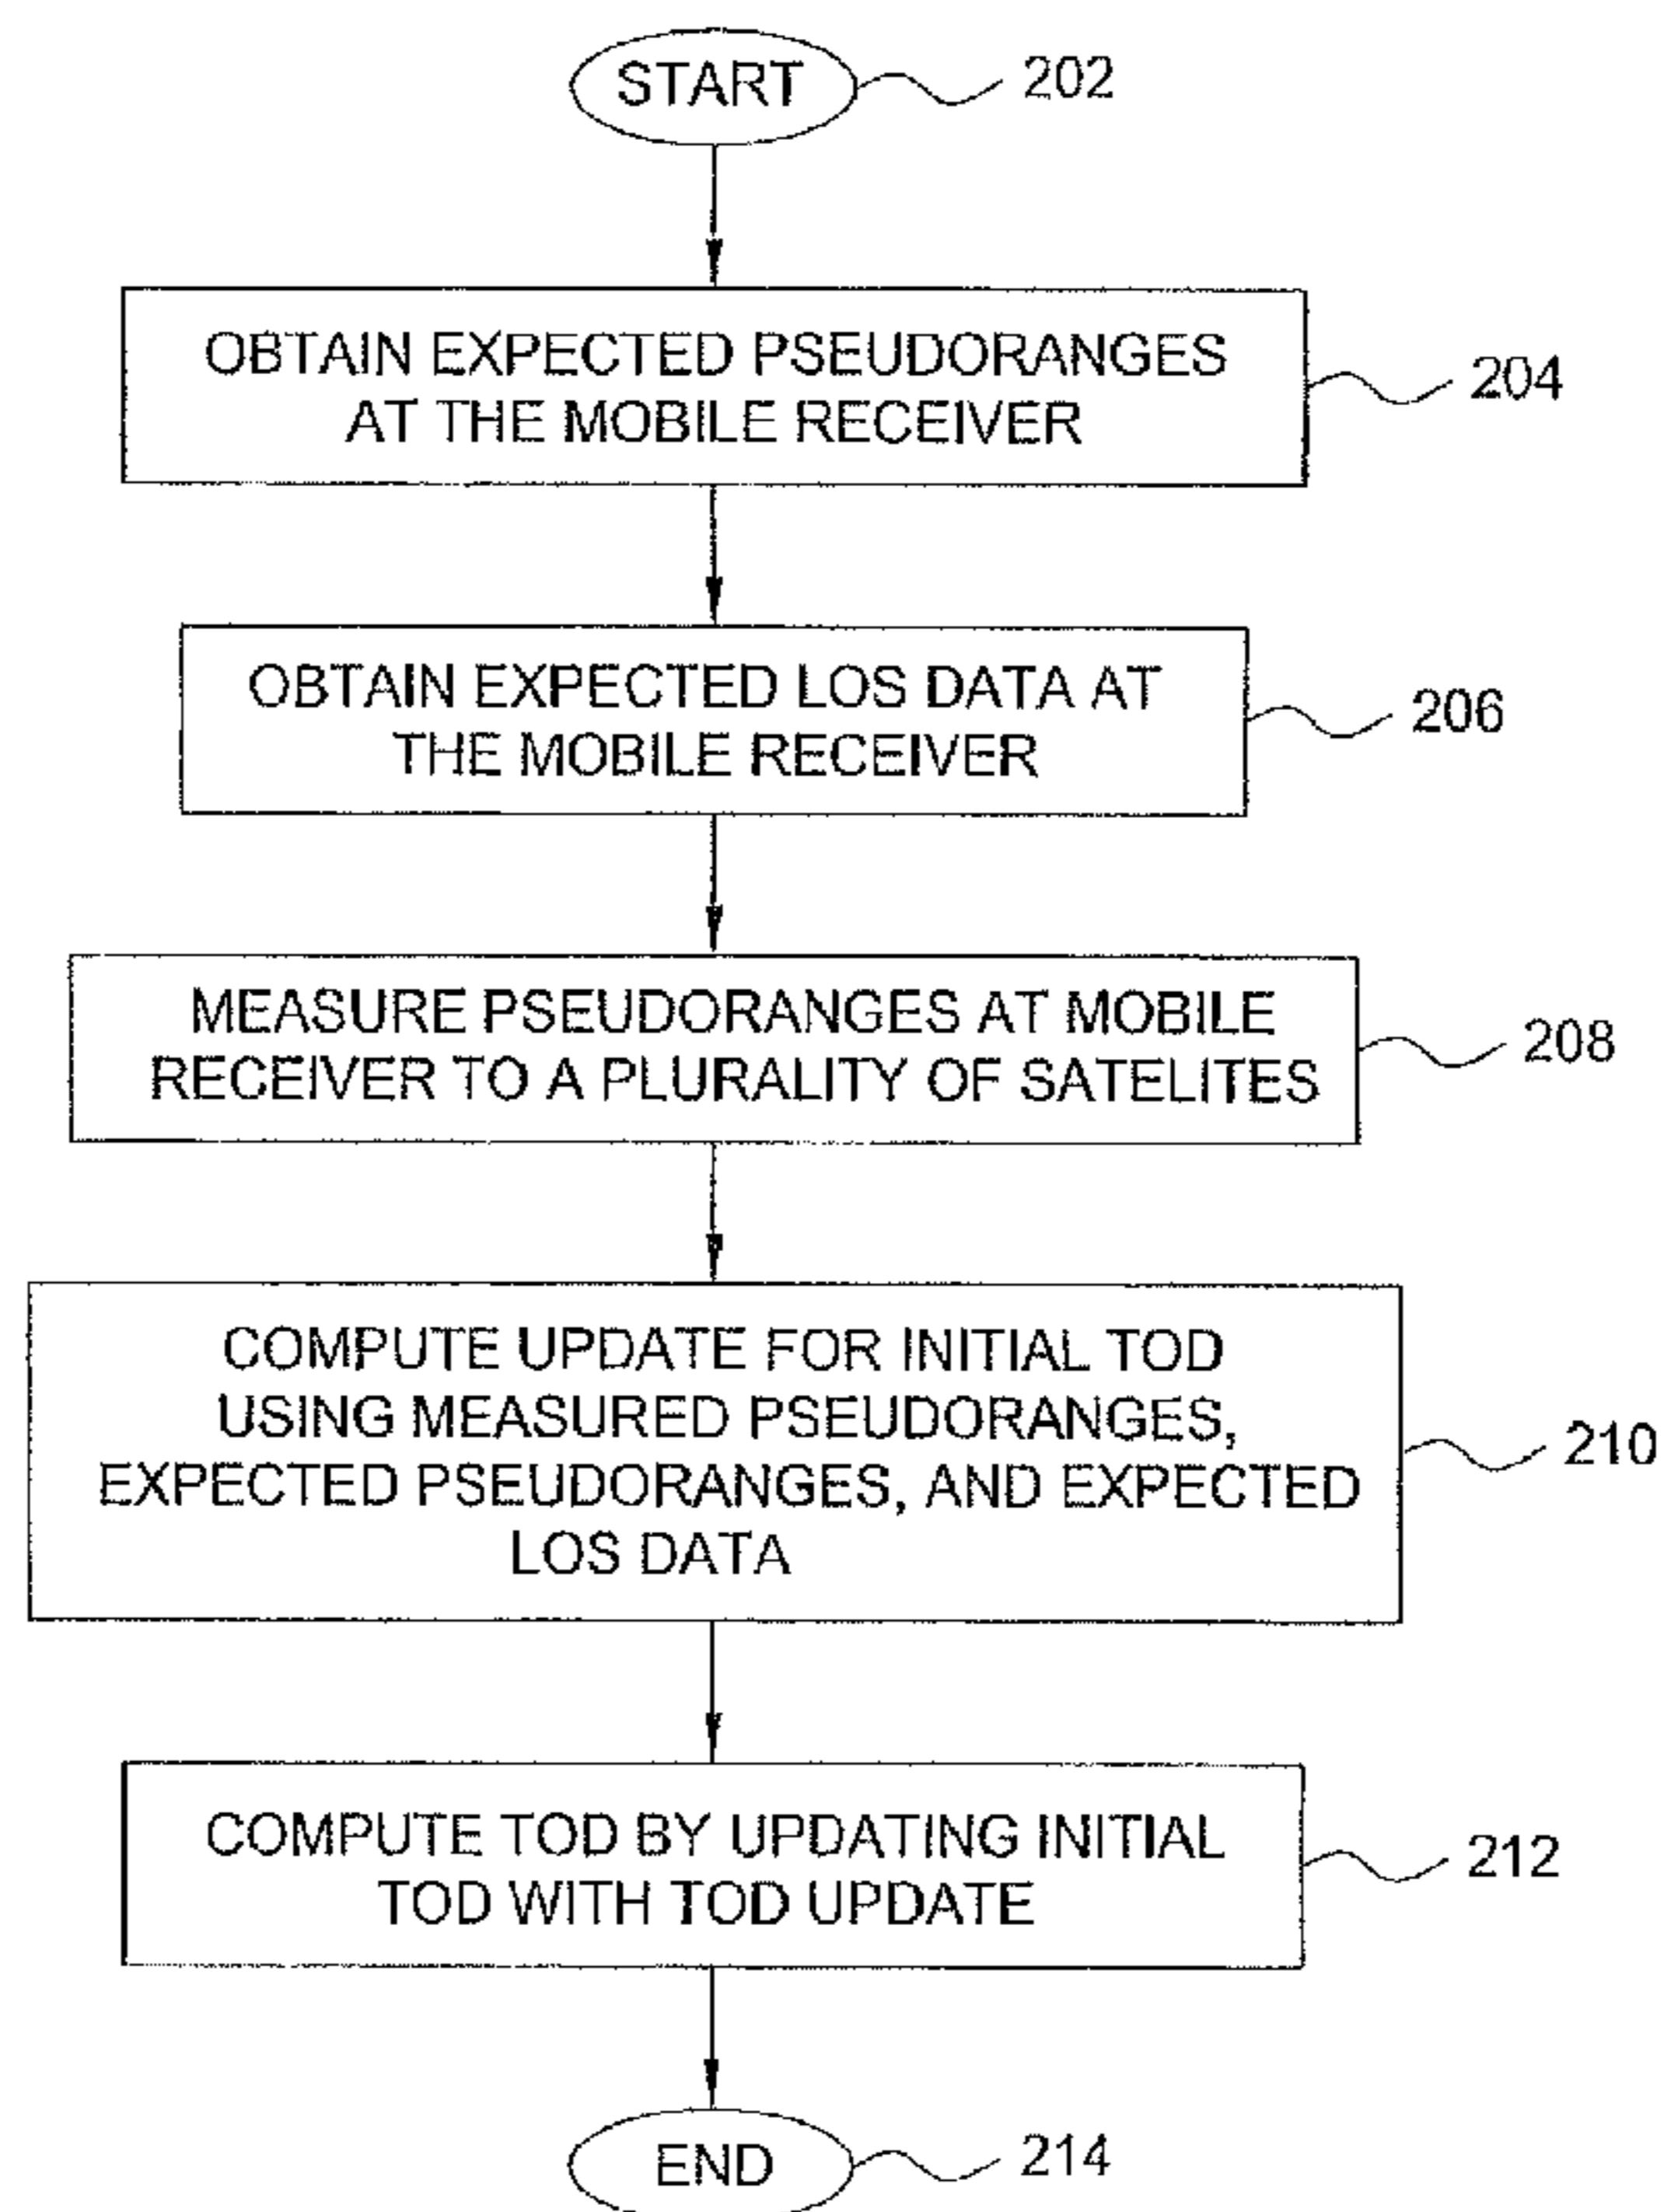 START
202
OBTAIN EXPECTED PSEUDORANGES
AT THE MOBILE RECEIVER
204
OBTAIN EXPECTED LOS DATA AT
THE MOBILE RECEIVER
206
MEASURE PSEUDORANGES AT MOBILE
RECEIVER TO A PLURALITY OF SATELITES
208
COMPUTE UPDATE FOR INITIAL TOD
USING MEASURED PSEUDORANGES,
EXPECTED PSEUDORANGES, AND EXPECTED
LOS DATA
210
COMPUTE TOD BY UPDATING INITIAL
TOD WITH TOD UPDATE
212
END
214